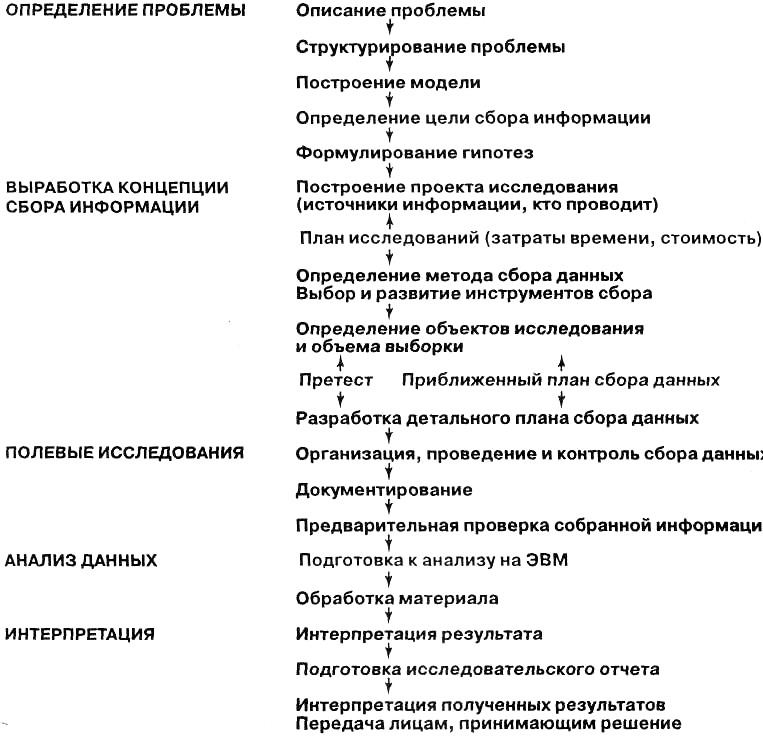 ОПРЕДЕЛЕНИЕ ПРОБЛЕМЫ Описание проблемы
Структурирование проблемы
Построение модели
Определение цели сбора информации
Формулирование гипотез
ВЫРАБОТКА КОНЦЕПЦИИ Построение проекта исследования
СБОРА ИНФОРМАЦИИ (источники информации, кто проводит)
План исследований (затраты времени, стоимость)
Определение метода сбора данных
Выбор и развитие инструментов сбора
Определение объектов исследования
и объема выборки
Претест Приближенный план сбора данных
Разработка детального плана сбора данных
ПОЛЕВЫЕ ИССЛЕДОВАНИЯ Организация, проведение и контроль сбора данных
Документирование
Предварительная проверка собранной информаци
АНАЛИЗ ДАННЫХ Подготовка к анализу на ЭВМ
Обработка материала
ИНТЕРПРЕТАЦИЯ Интерпретация результата
Подготовка исследовательского отчета
Интерпретация полученных результатов
Передача лицам, принимающим решение